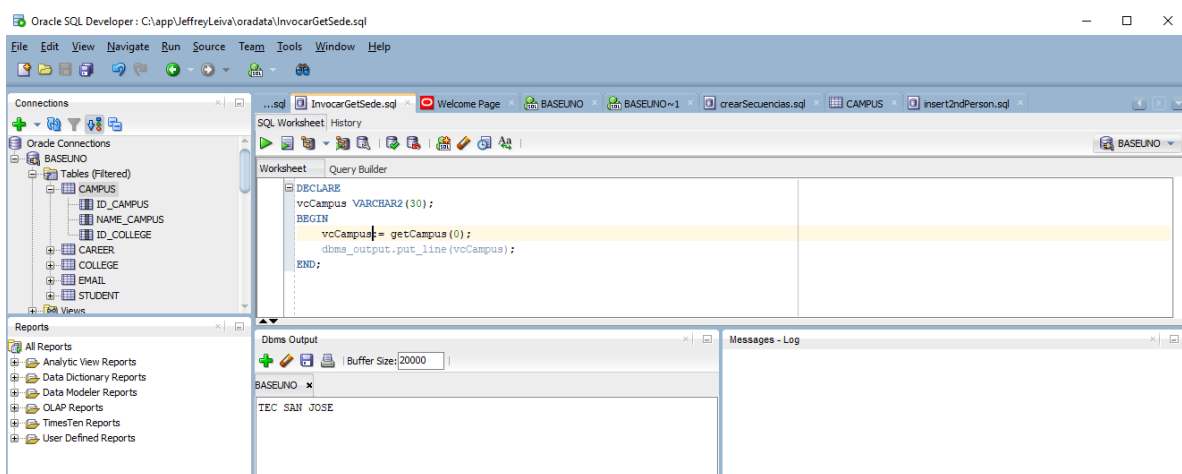 Oracle SQL Developer : C:\app\JeffreyLeiva\oradata\InvocarGetSede.sql
File Edit View Navigate Run Source Team Tools Window Help
Connections
...sql InvocarGetSede.sql Welcome Page BASEUNO BASEUNO~1 crearSecuencias.sql CAMPUS insert2ndPerson.sql
SQL Worksheet History
Oracle Connections
BASEUNO
Tables (Filtered)
CAMPUS
ID_CAMPUS
NAME_CAMPUS
ID_COLLEGE
CAREER
COLLEGE
EMAIL
STUDENT
Views
BASEUNO
Worksheet Query Builder
DECLARE
vcCampus VARCHAR2(30);
BEGIN
vcCampus:= getCampus(0);
dbms_output.put_line(vcCampus);
END;
Reports
All Reports
Analytic View Reports
Data Dictionary Reports
Data Modeler Reports
OLAP Reports
TimesTen Reports
User Defined Reports
Dbms Output
Buffer Size: 20000
BASEUNO
TEC SAN JOSE
Messages - Log